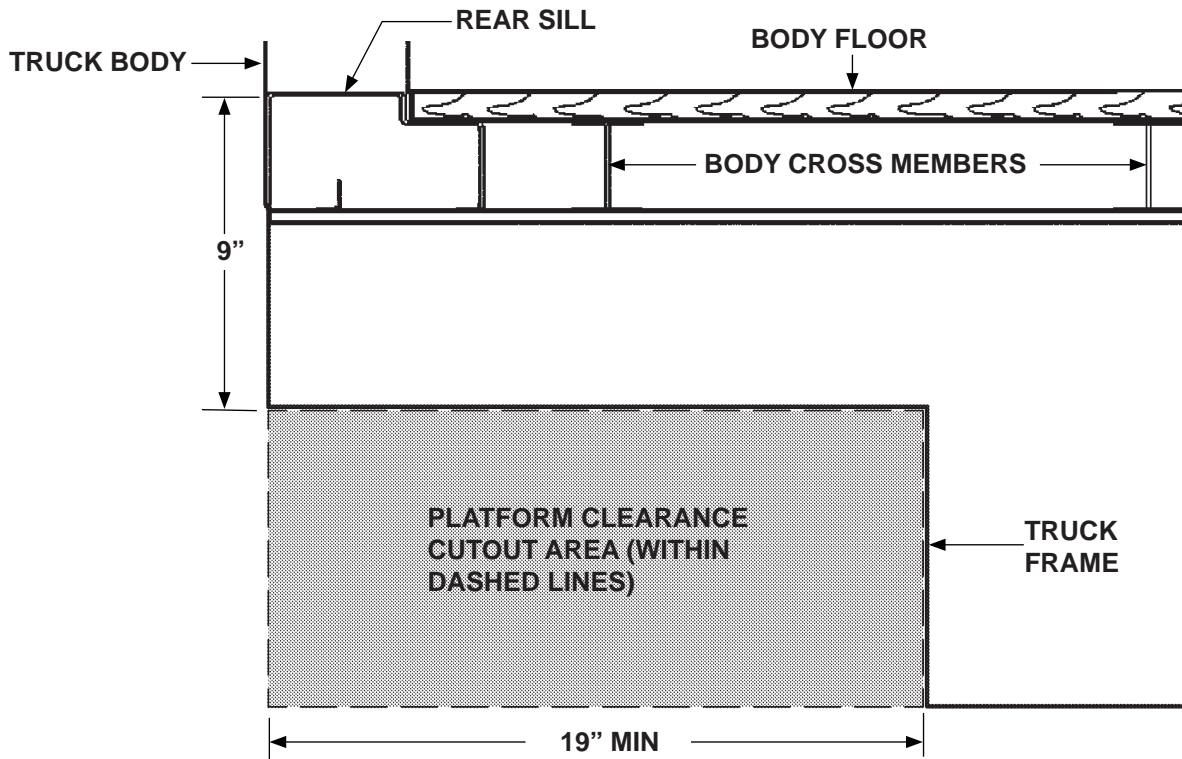 REAR SILL
BODY FLOOR
TRUCK BODY
BODY CROSS MEMBERS
9”
PLATFORM CLEARANCE
CUTOUT AREA (WITHIN
DASHED LINES)
TRUCK
FRAME
19” MIN